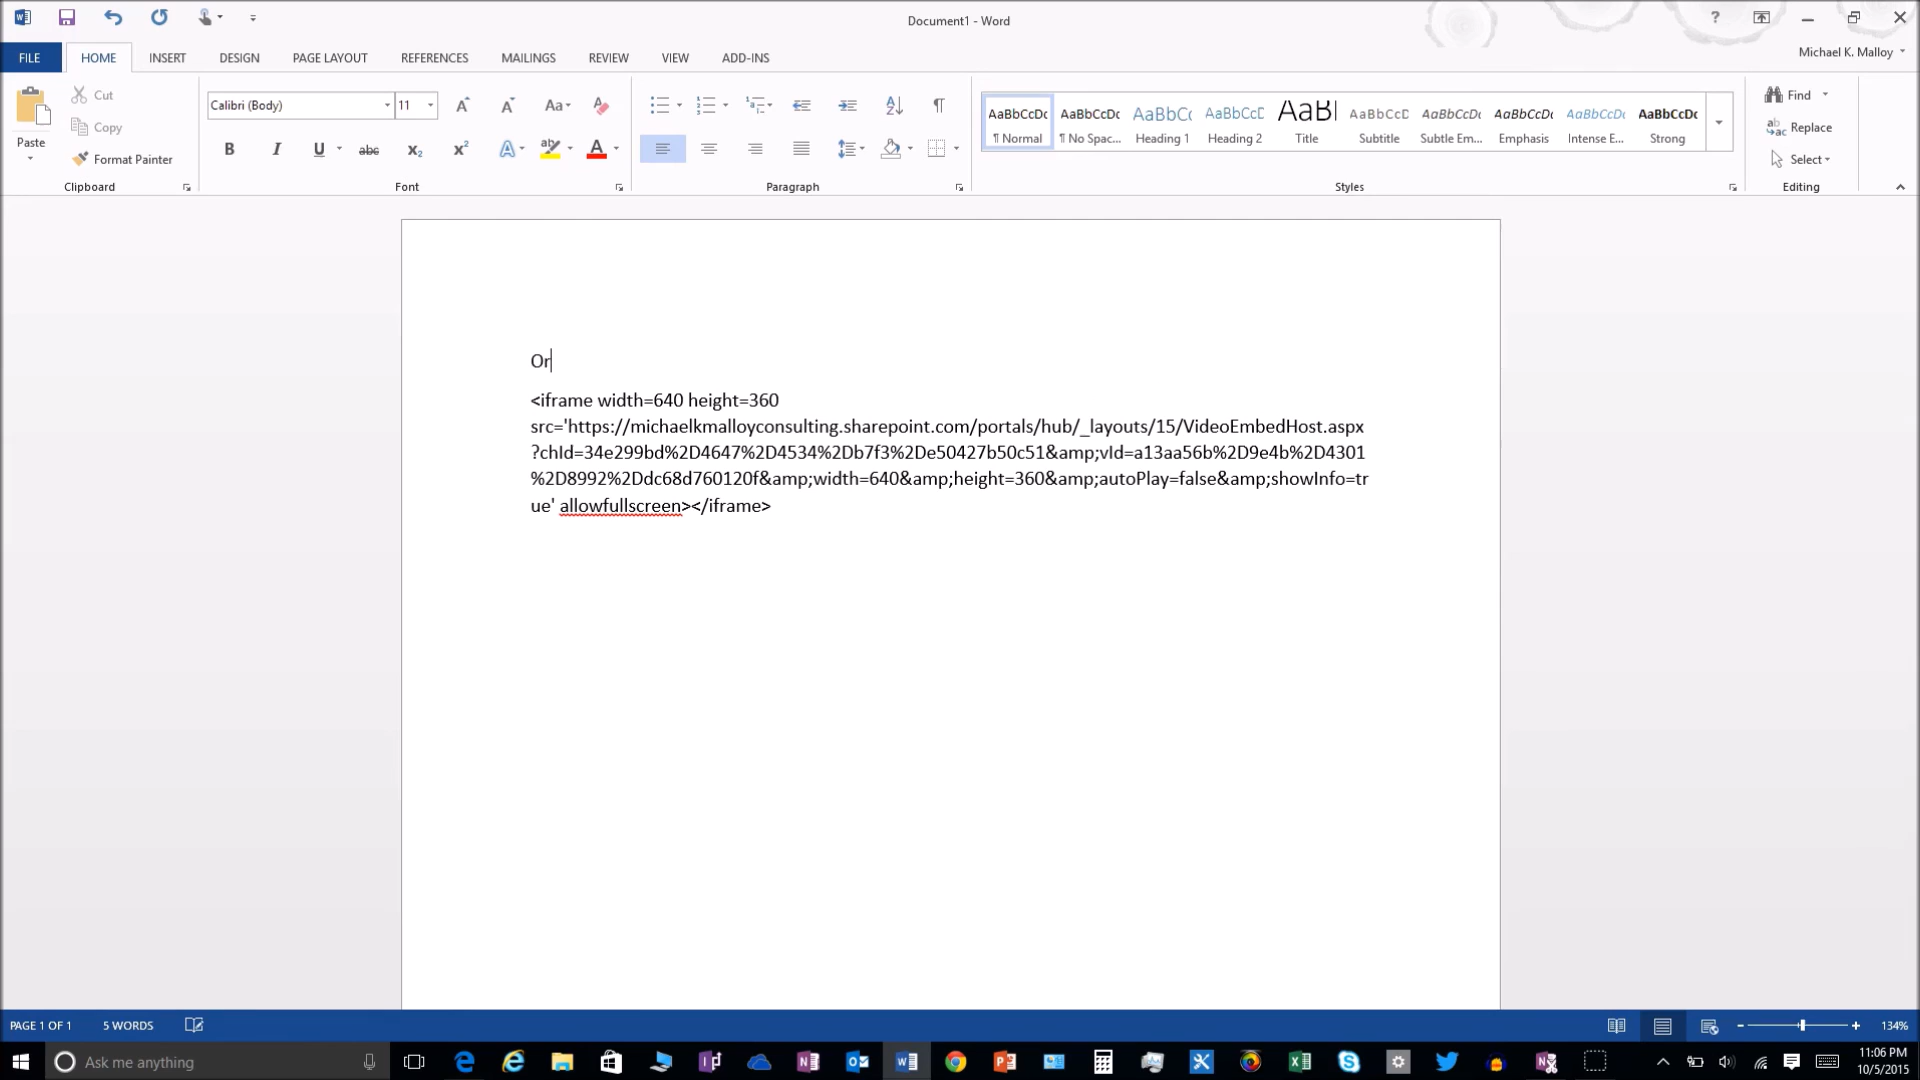 Document1 - Word
?
FILE
HOME
INSERT
DESIGN
PAGE LAYOUT
REFERENCES
MAILINGS
REVIEW
VIEW
ADD-INS
Michael K. Malloy
Paste
Cut
Copy
Format Painter
Clipboard
Calibri (Body)
11
Font
Paragraph
AaBbCcDc
¶ Normal
AaBbCcDc
¶ No Spac...
AaBbC(
Heading 1
AaBbCcC
Heading 2
AaBl
Title
AaBbCcD
Subtitle
AaBbCcDc
Subtle Em...
AaBbCcDc
Emphasis
AaBbCcDc
Intense E...
AaBbCcDc
Strong
Styles
Find
Replace
Select
Editing
Or
<iframe width=640 height=360
src='https://michaelkmalloyconsulting.sharepoint.com/portals/hub/_layouts/15/VideoEmbedHost.aspx
?chId=34e299bd%2D4647%2D4534%2Db7f3%2De50427b50c51&amp;vId=a13aa56b%2D9e4b%2D4301
%2D8992%2Ddc68d760120f&amp;width=640&amp;height=360&amp;autoPlay=false&amp;showInfo=tr
ue' allowfullscreen></iframe>
PAGE 1 OF 1
5 WORDS
134%
Ask me anything
11:06 PM
10/5/2015